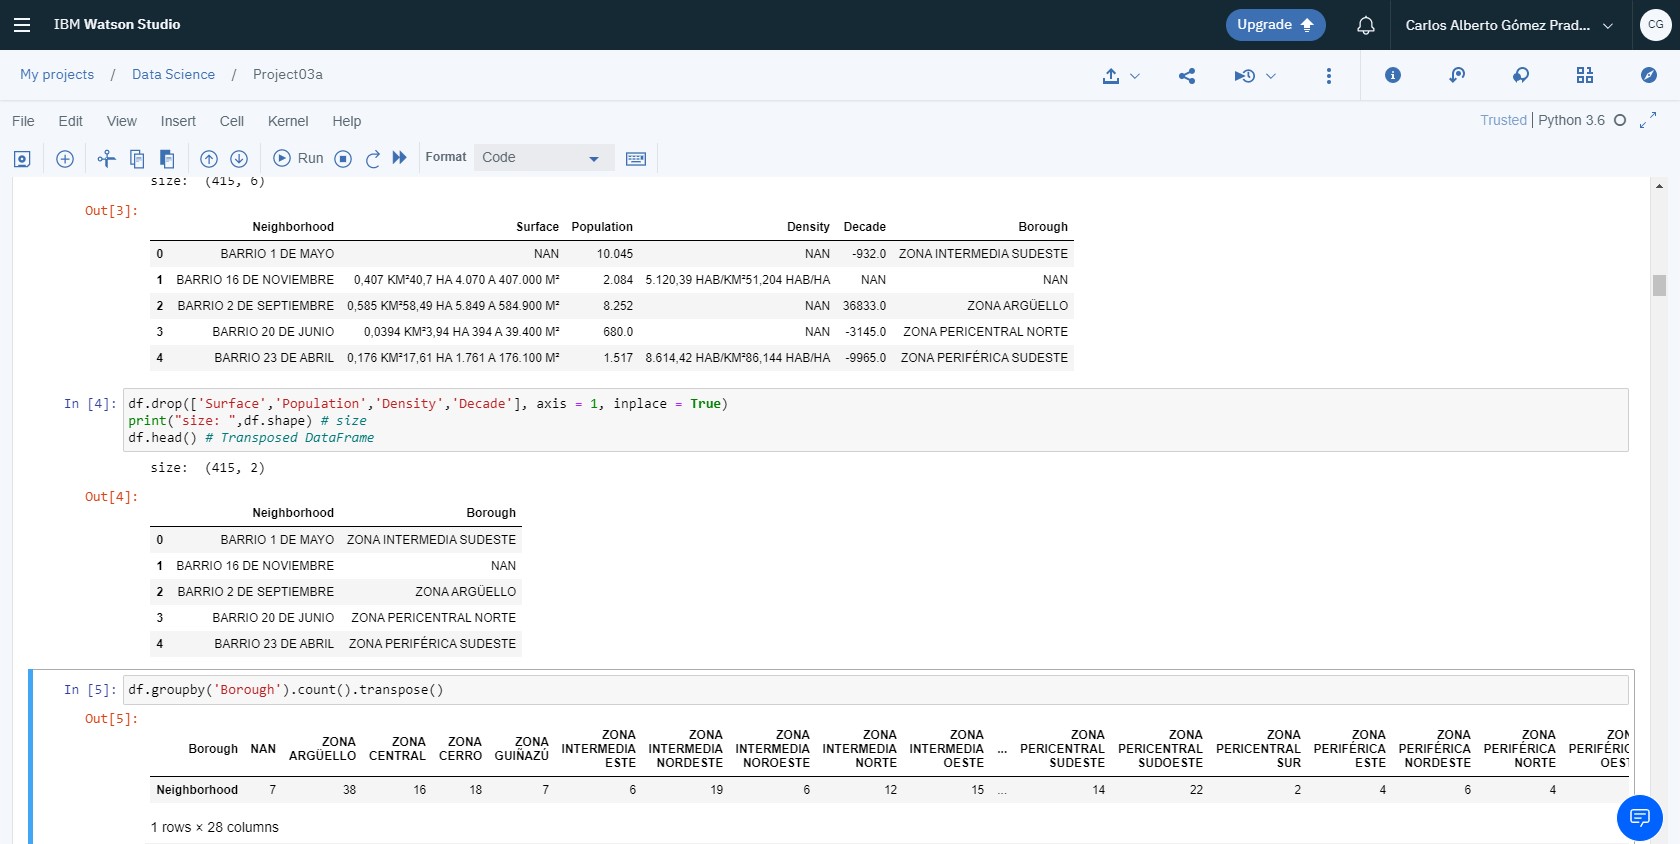 IBM Watson Studio
Upgrade
Carlos Alberto Gómez Prad...
CG
My projects / Data Science / Project03a
File Edit View Insert Cell Kernel Help
Trusted | Python 3.6
Run
Format
Code
size: (415, 6)
Out[3]:
Neighborhood Surface Population Density Decade Borough
0 BARRIO 1 DE MAYO NAN 10.045 NAN -932.0 ZONA INTERMEDIA SUDESTE
1 BARRIO 16 DE NOVIEMBRE 0,407 KM²40,7 HA 4.070 A 407.000 M² 2.084 5.120,39 HAB/KM²51,204 HAB/HA NAN NAN
2 BARRIO 2 DE SEPTIEMBRE 0,585 KM²58,49 HA 5.849 A 584.900 M² 8.252 NAN 36833.0 ZONA ARGÜELLO
3 BARRIO 20 DE JUNIO 0,0394 KM²3,94 HA 394 A 39.400 M² 680.0 NAN -3145.0 ZONA PERICENTRAL NORTE
4 BARRIO 23 DE ABRIL 0,176 KM²17,61 HA 1.761 A 176.100 M² 1.517 8.614,42 HAB/KM²86,144 HAB/HA -9965.0 ZONA PERIFÉRICA SUDESTE
In [4]: df.drop(['Surface','Population','Density','Decade'], axis = 1, inplace = True)
print("size: ",df.shape) # size
df.head() # Transposed DataFrame
size: (415, 2)
Out[4]:
Neighborhood Borough
0 BARRIO 1 DE MAYO ZONA INTERMEDIA SUDESTE
1 BARRIO 16 DE NOVIEMBRE NAN
2 BARRIO 2 DE SEPTIEMBRE ZONA ARGÜELLO
3 BARRIO 20 DE JUNIO ZONA PERICENTRAL NORTE
4 BARRIO 23 DE ABRIL ZONA PERIFÉRICA SUDESTE
In [5]: df.groupby('Borough').count().transpose()
Out[5]:
Borough NAN ZONA ARGÜELLO ZONA CENTRAL ZONA CERRO ZONA GUIÑAZÚ ZONA INTERMEDIA ESTE ZONA INTERMEDIA NORDESTE ZONA INTERMEDIA NOROESTE ZONA INTERMEDIA NORTE ZONA INTERMEDIA OESTE ... ZONA PERICENTRAL SUDESTE ZONA PERICENTRAL SUDOESTE ZONA PERICENTRAL SUR ZONA PERIFÉRICA ESTE ZONA PERIFÉRICA NORDESTE ZONA PERIFÉRICA NORTE
Neighborhood 7 38 16 18 7 6 19 6 12 15 ... 14 22 2 4 6 4
1 rows × 28 columns